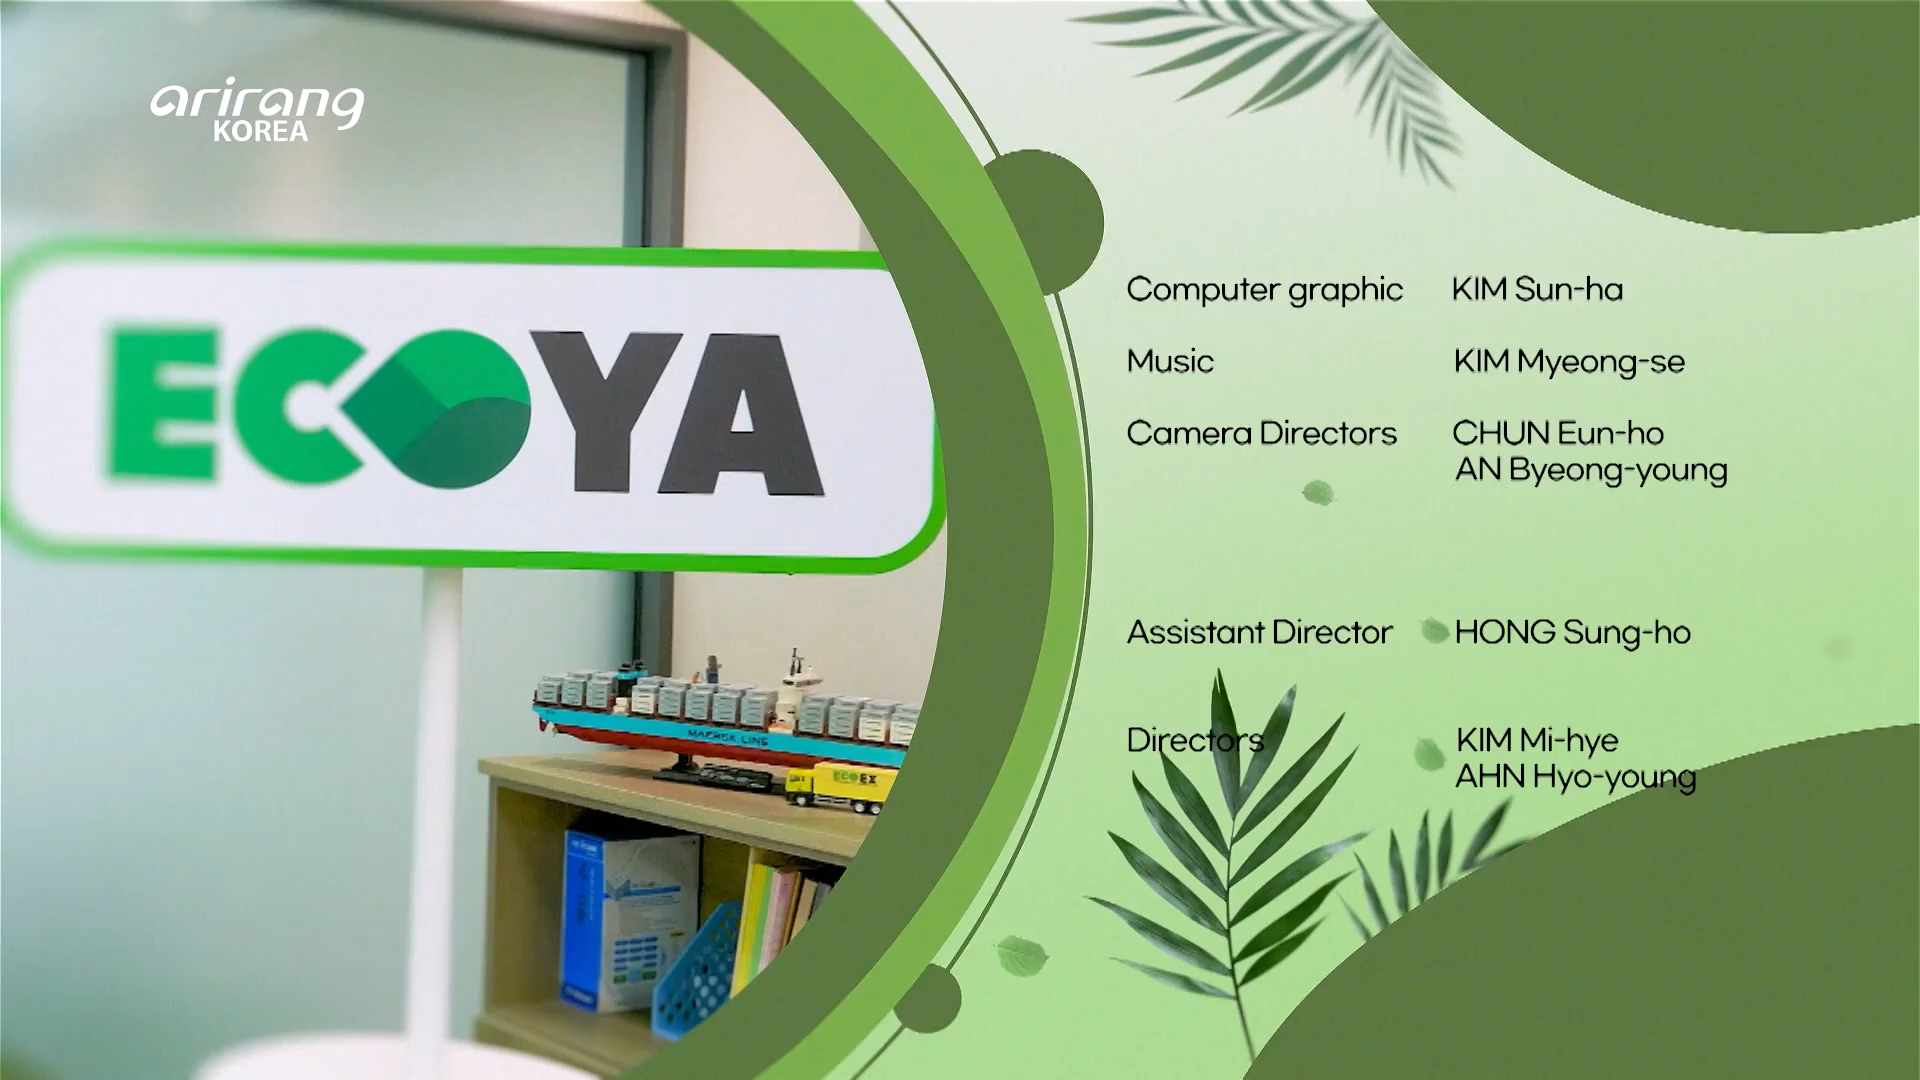 arirang
KOREA
ECOYA
MAERSK LINE
ECOEX
Computer graphic KIM Sun-ha
Music KIM Myeong-se
Camera Directors CHUN Eun-ho
AN Byeong-young
Assistant Director HONG Sung-ho
Directors KIM Mi-hye
AHN Hyo-young